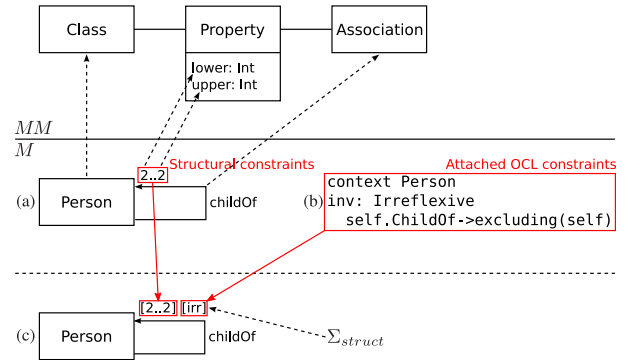 Class
Property
Association
lower: Int
upper: Int
MM
M
2..2
Structural constraints
Attached OCL constraints
(a)
Person
childOf
(b)
context Person
inv: Irreflexive
self.ChildOf->excluding(self)
[2..2]
[irr]
(c)
Person
childOf
Σstruct